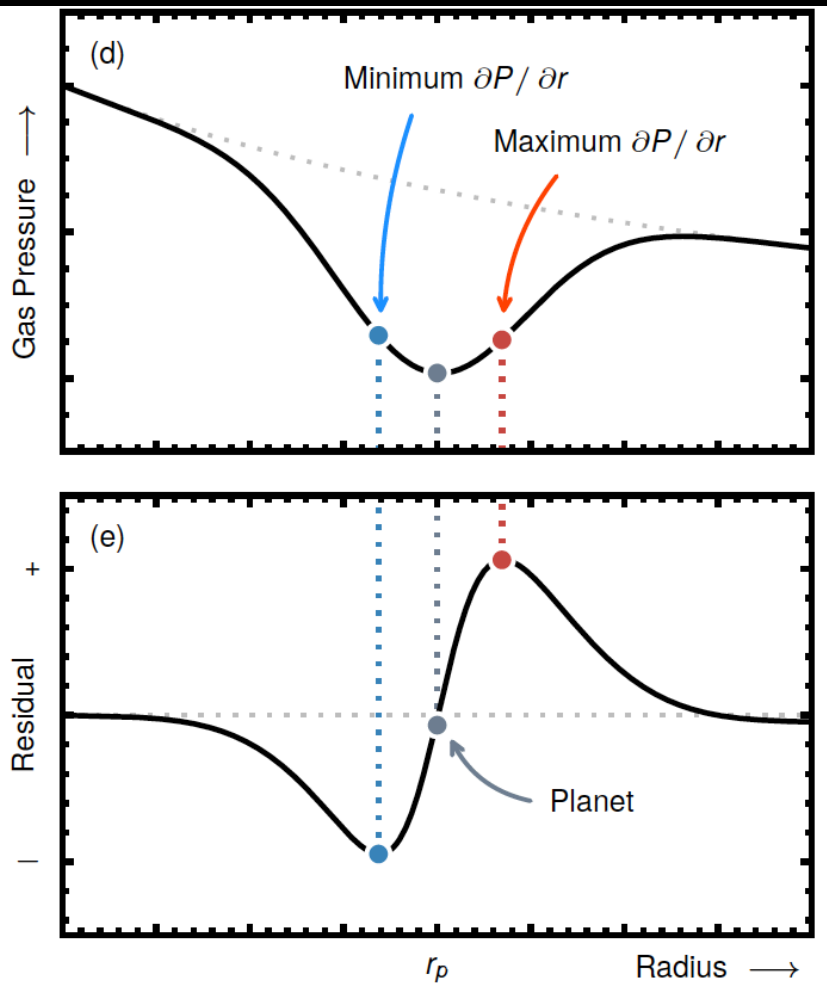 (d)
Minimum ∂P / ∂r
Maximum ∂P / ∂r
Gas Pressure ⟶
(e)
+
Residual
–
Planet
r_p
Radius ⟶